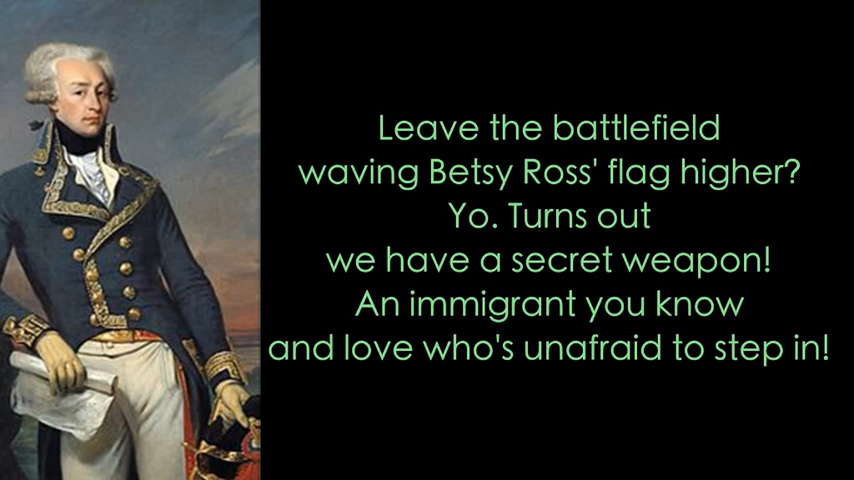 Leave the battlefield
waving Betsy Ross' flag higher?
Yo. Turns out
we have a secret weapon!
An immigrant you know
and love who's unafraid to step in!